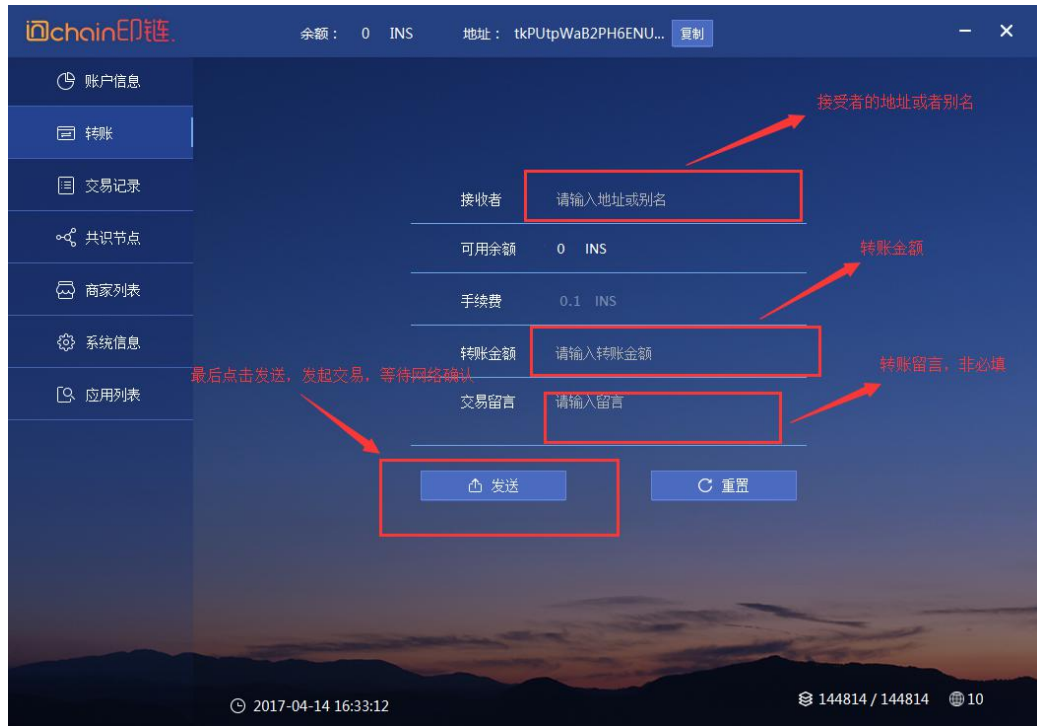 inchain印链.
余额： 0 INS 地址： tkPUtpWaB2PH6ENU... 复制
账户信息
转账
交易记录
共识节点
商家列表
系统信息
应用列表
接受者的地址或者别名
接收者 请输入地址或别名
可用余额 0 INS
转账金额
手续费 0.1 INS
转账金额 请输入转账金额
转账留言，非必填
最后点击发送，发起交易，等待网络确认
交易留言 请输入留言
发送 重置
2017-04-14 16:33:12 144814 / 144814 10